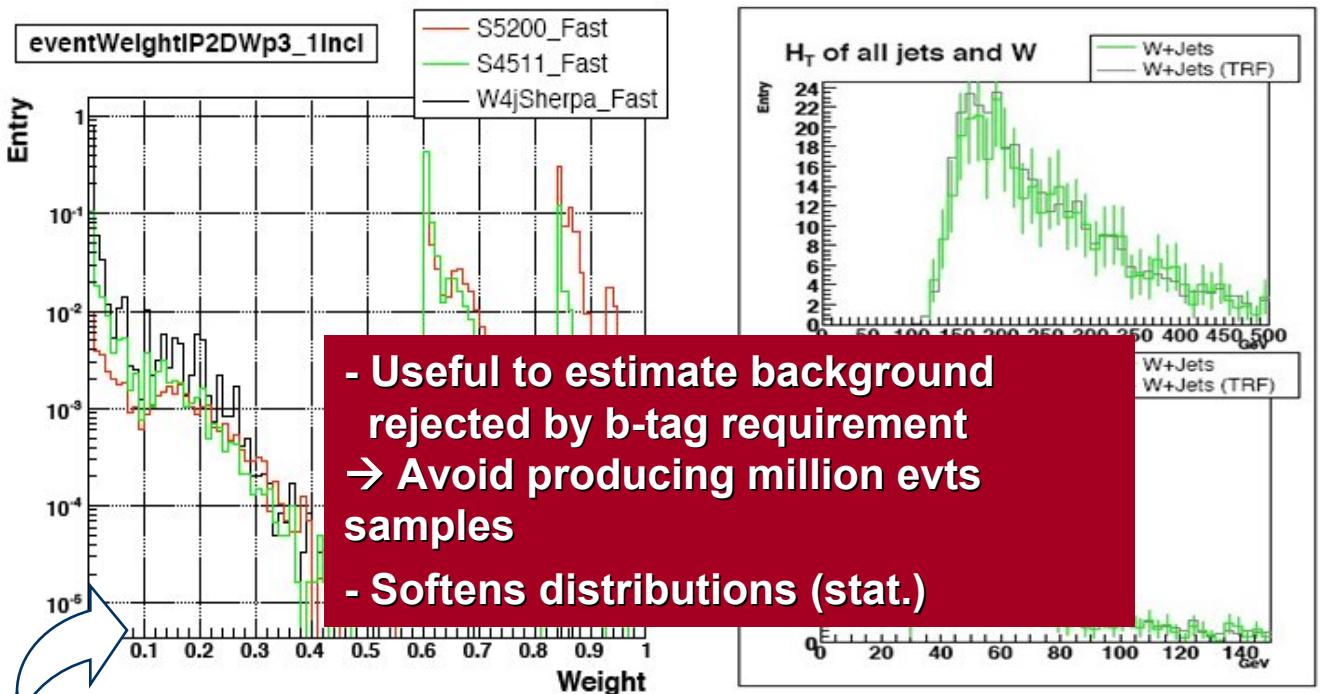 eventWeightIP2DWp3_1Incl
S5200_Fast
S4511_Fast
W4jSherpa_Fast
Entry
1
10-1
10-2
10-3
10-4
10-5
0.1 0.2 0.3 0.4 0.5 0.6 0.7 0.8 0.9 1
Weight
HT of all jets and W
W+Jets
W+Jets (TRF)
Entry
24
22
20
18
16
14
12
10
8
6
4
2
0
50 100 150 200 250 300 350 400 450 500
GeV
W+Jets
W+Jets (TRF)
- Useful to estimate background
rejected by b-tag requirement
→ Avoid producing million evts
samples
- Softens distributions (stat.)
0
0 20 40 60 80 100 120 140
GeV